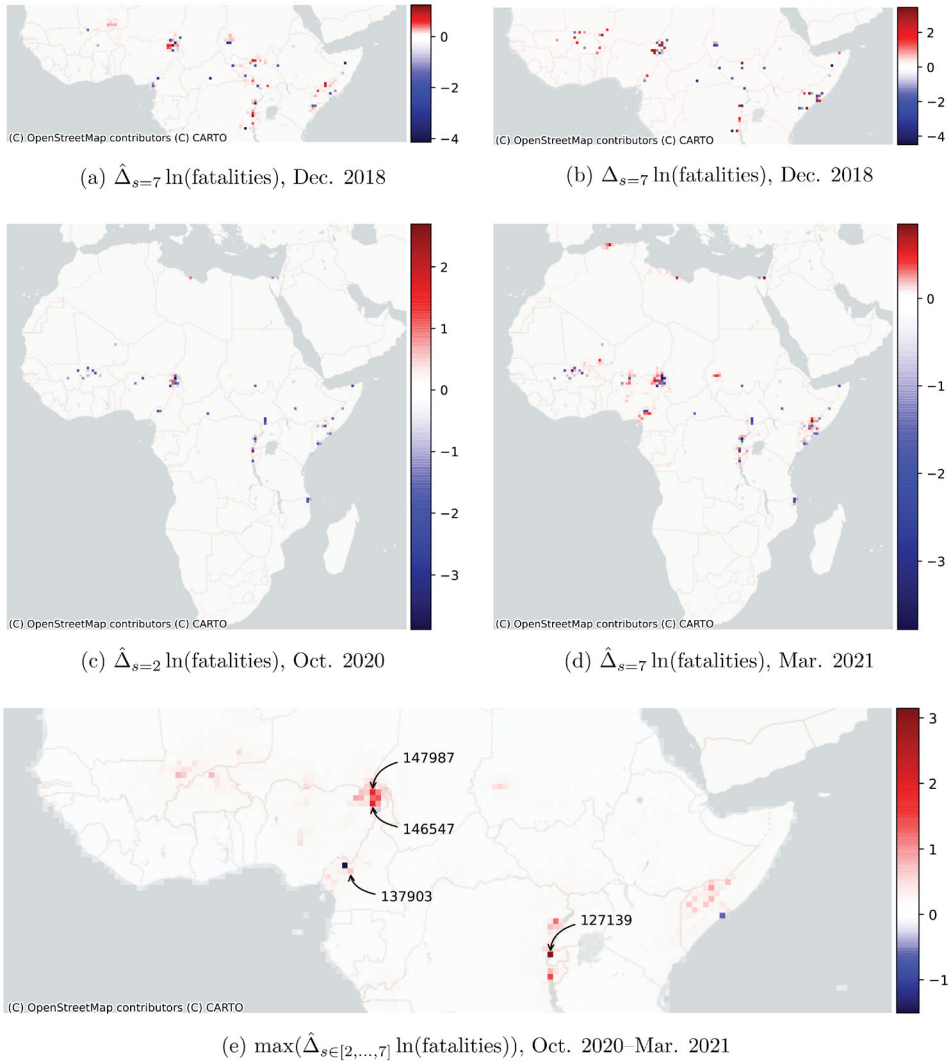 0
−2
−4
(C) OpenStreetMap contributors (C) CARTO
(a) Δ̂ₛ₌₇ ln(fatalities), Dec. 2018
2
0
−2
−4
(C) OpenStreetMap contributors (C) CARTO
(b) Δₛ₌₇ ln(fatalities), Dec. 2018
2
1
0
−1
−2
−3
(C) OpenStreetMap contributors (C) CARTO
(c) Δ̂ₛ₌₂ ln(fatalities), Oct. 2020
0
−1
−2
−3
(C) OpenStreetMap contributors (C) CARTO
(d) Δ̂ₛ₌₇ ln(fatalities), Mar. 2021
147987
146547
137903
127139
3
2
1
0
−1
(C) OpenStreetMap contributors (C) CARTO
(e) max(Δ̂ s∈[2,...,7] ln(fatalities)), Oct. 2020–Mar. 2021